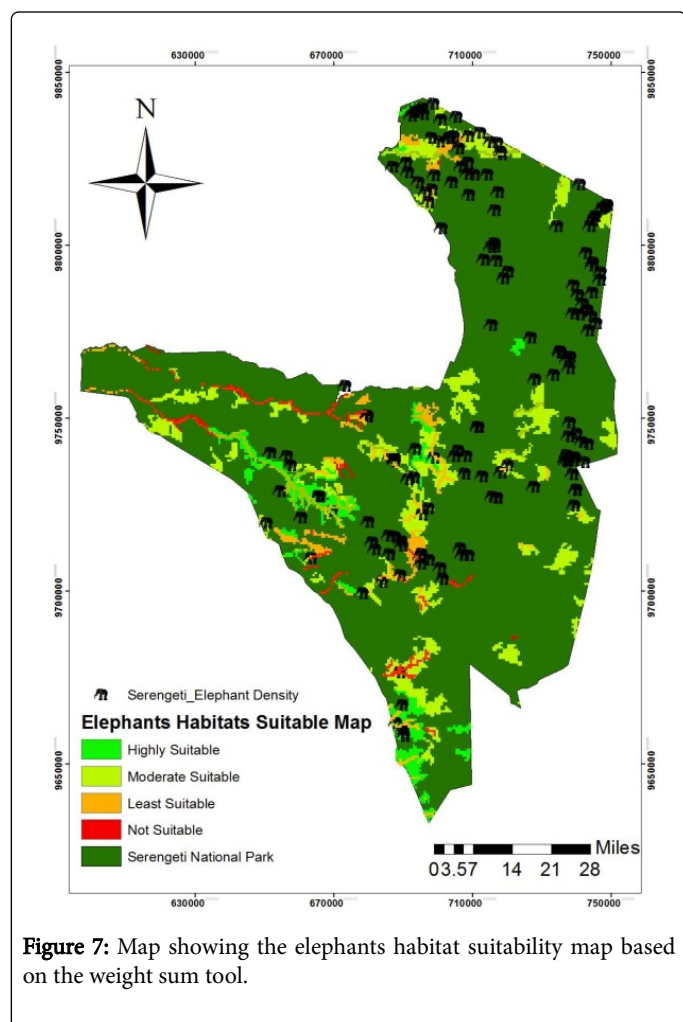 630000 670000 710000 750000
9850000
9800000
9750000
9700000
9650000
N
9850000
9800000
9750000
9700000
9650000
Serengeti_Elephant Density
Elephants Habitats Suitable Map
Highly Suitable
Moderate Suitable
Least Suitable
Not Suitable
Serengeti National Park
Miles
03.57 14 21 28
630000 670000 710000 750000
Figure 7: Map showing the elephants habitat suitability map based
on the weight sum tool.